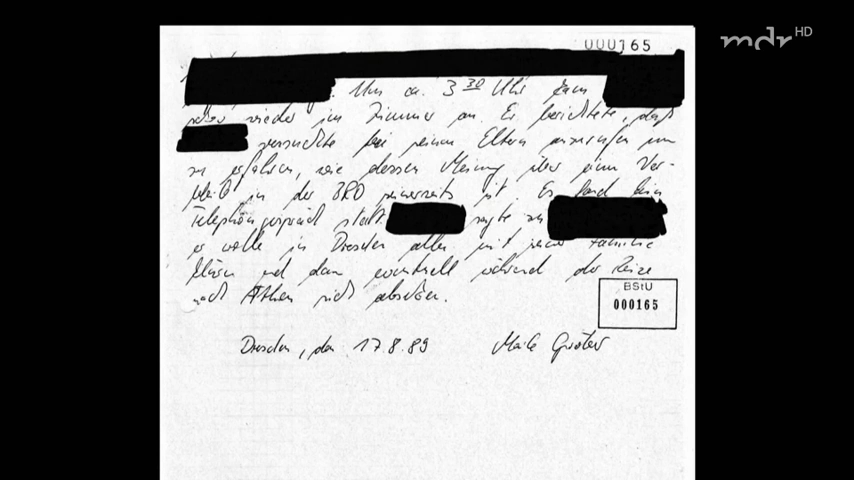 000165
mdr HD
Um ca. 3³⁰ Uhr kam
wieder im Zimmer an. Er berichtete, daß
versuchte bei seinen Eltern anzurufen um
zu erfahren, wie dessen Meinung über einen Ver-
bleib in der BRD seinerseits ist. Es fand kein
Telephongespräch statt. sagte zu
er wolle in Dresden alles mit seiner Familie
klären und dann eventuell während der Reise
nach Athen sich absetzen.
BStU
000165
Dresden, den 17.8.89